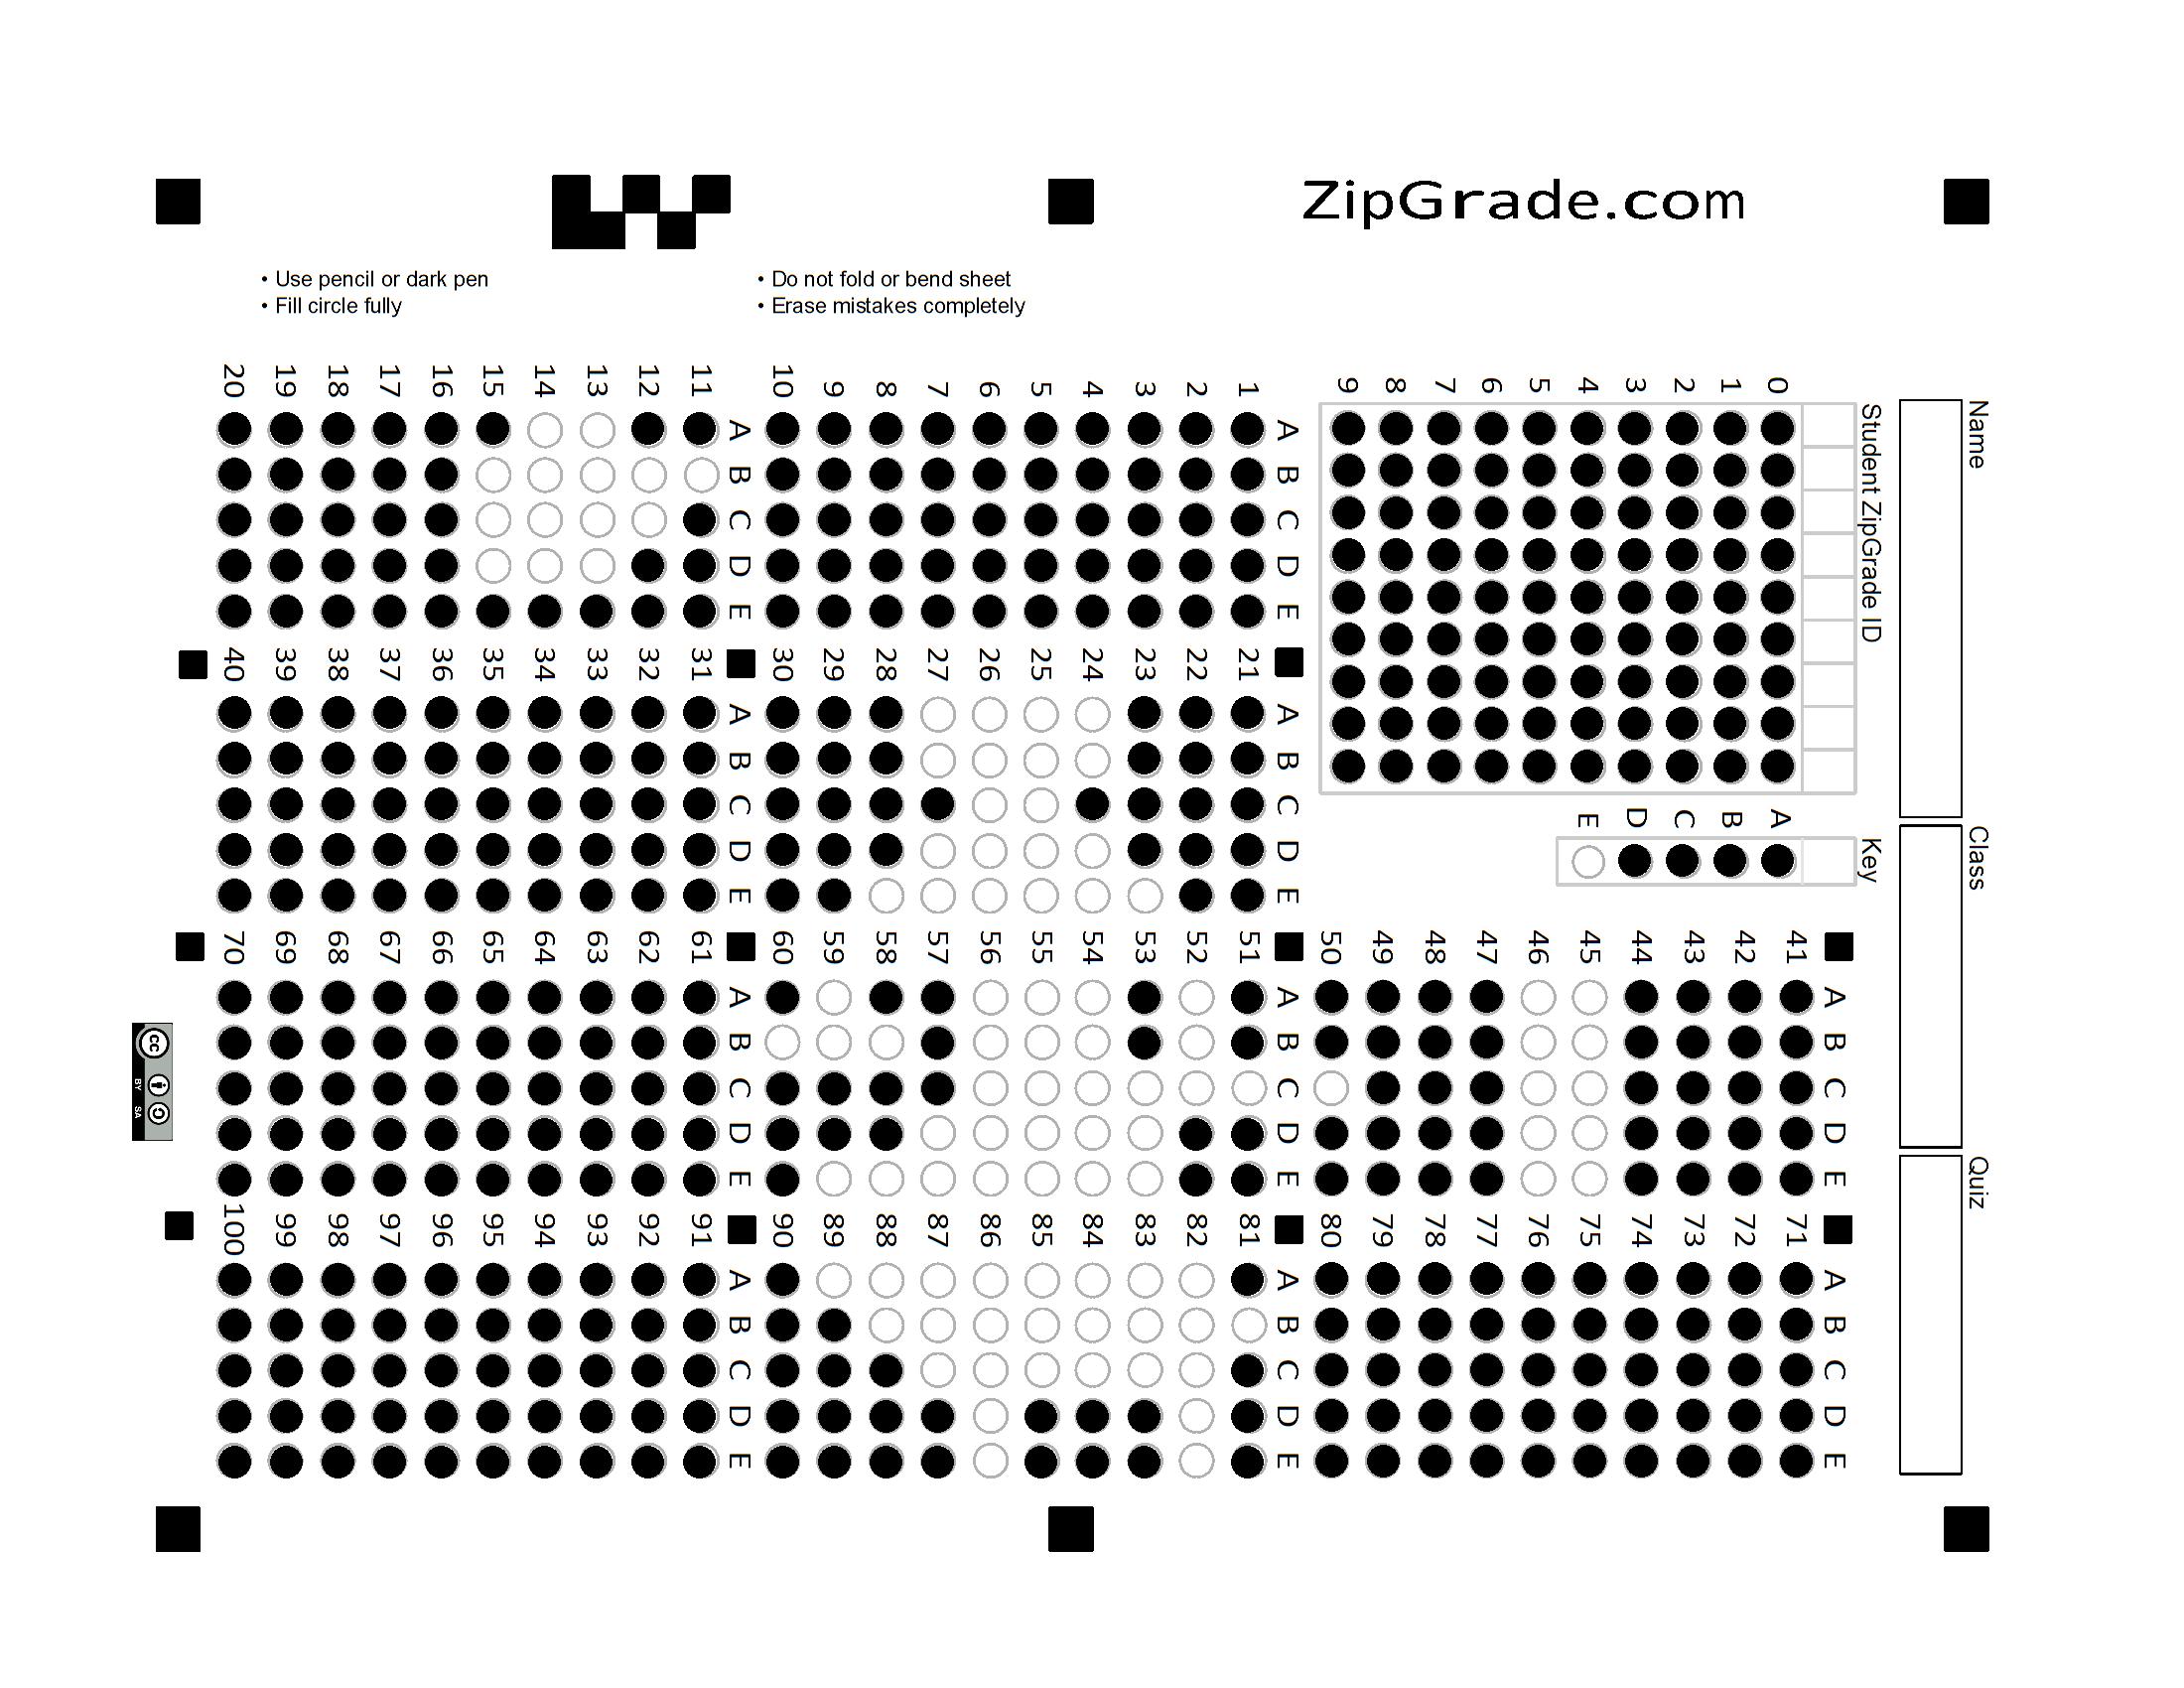 ZipGrade.com
• Use pencil or dark pen
• Fill circle fully
• Do not fold or bend sheet
• Erase mistakes completely
Name
Class
Quiz
Student ZipGrade ID
0 1 2 3 4 5 6 7 8 9
Key
A B C D E
A B C D E
1 2 3 4 5 6 7 8 9 10
A B C D E
11 12 13 14 15 16 17 18 19 20
A B C D E
21 22 23 24 25 26 27 28 29 30
A B C D E
31 32 33 34 35 36 37 38 39 40
A B C D E
41 42 43 44 45 46 47 48 49 50
A B C D E
51 52 53 54 55 56 57 58 59 60
A B C D E
61 62 63 64 65 66 67 68 69 70
A B C D E
71 72 73 74 75 76 77 78 79 80
A B C D E
81 82 83 84 85 86 87 88 89 90
A B C D E
91 92 93 94 95 96 97 98 99 100
cc
BY SA